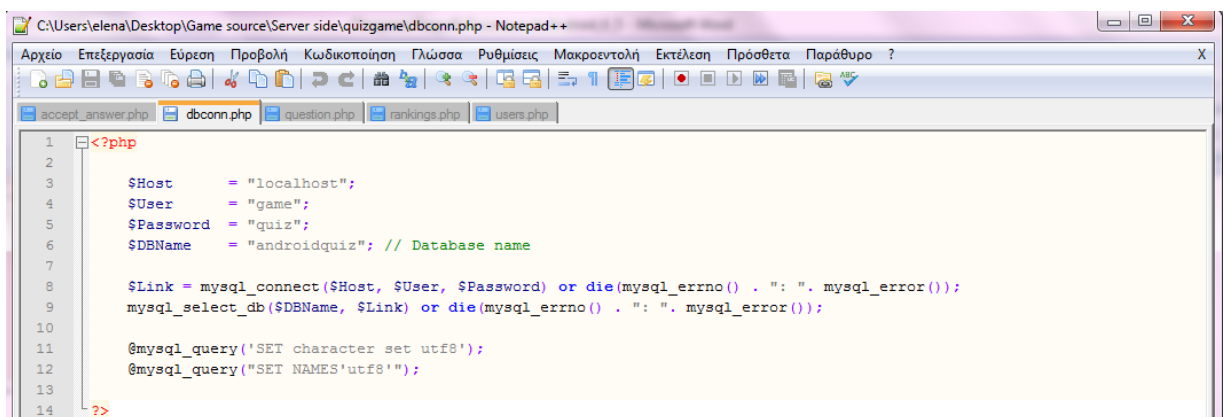 C:\Users\elena\Desktop\Game source\Server side\quizgame\dbconn.php - Notepad++
Αρχείο Επεξεργασία Εύρεση Προβολή Κωδικοποίηση Γλώσσα Ρυθμίσεις Μακροεντολή Εκτέλεση Πρόσθετα Παράθυρο ? X
accept_answer.php dbconn.php question.php rankings.php users.php
1 <?php
2
3 $Host = "localhost";
4 $User = "game";
5 $Password = "quiz";
6 $DBName = "androidquiz"; // Database name
7
8 $Link = mysql_connect($Host, $User, $Password) or die(mysql_errno() . ": ". mysql_error());
9 mysql_select_db($DBName, $Link) or die(mysql_errno() . ": ". mysql_error());
10
11 @mysql_query('SET character set utf8');
12 @mysql_query("SET NAMES'utf8'");
13
14 ?>